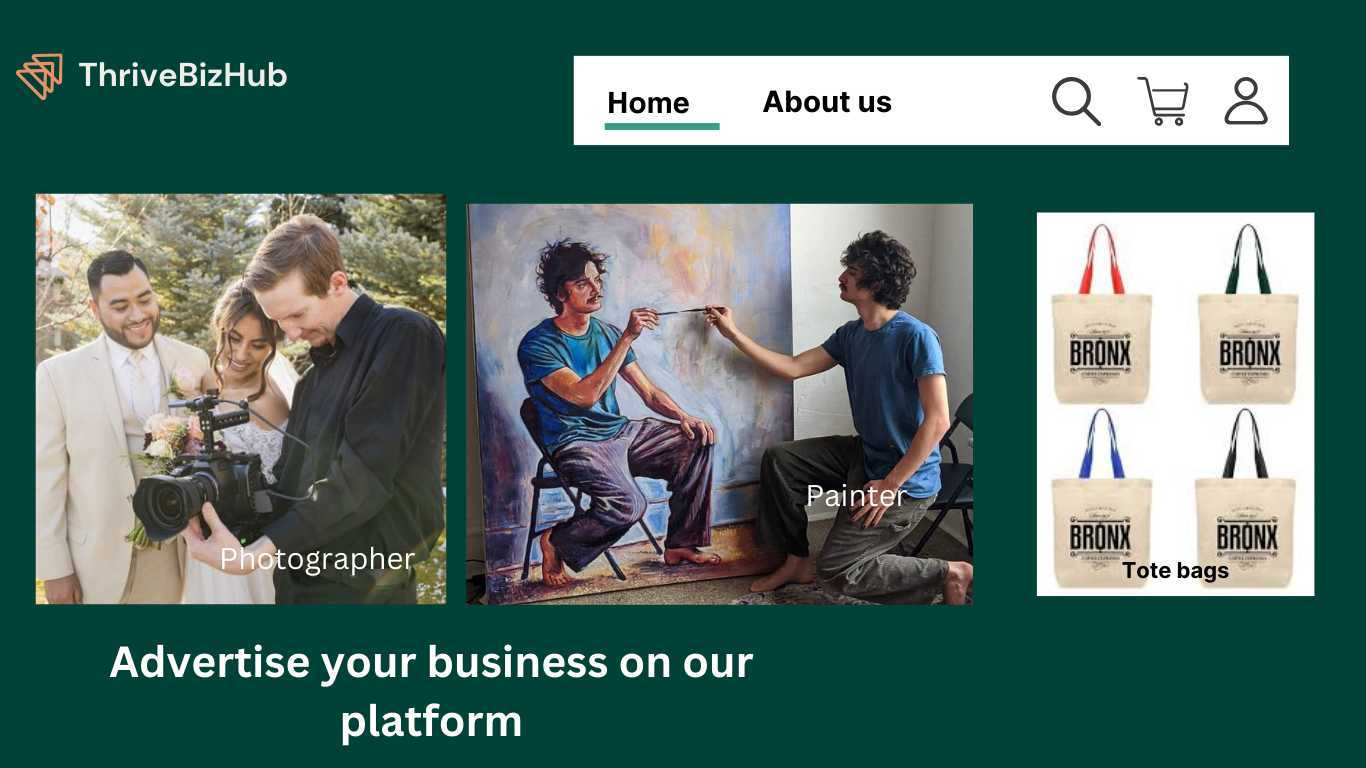 ThriveBizHub
Home
About us
Photographer
Painter
BRONX
BRONX
BRONX
BRONX
Tote bags
Advertise your business on our
platform